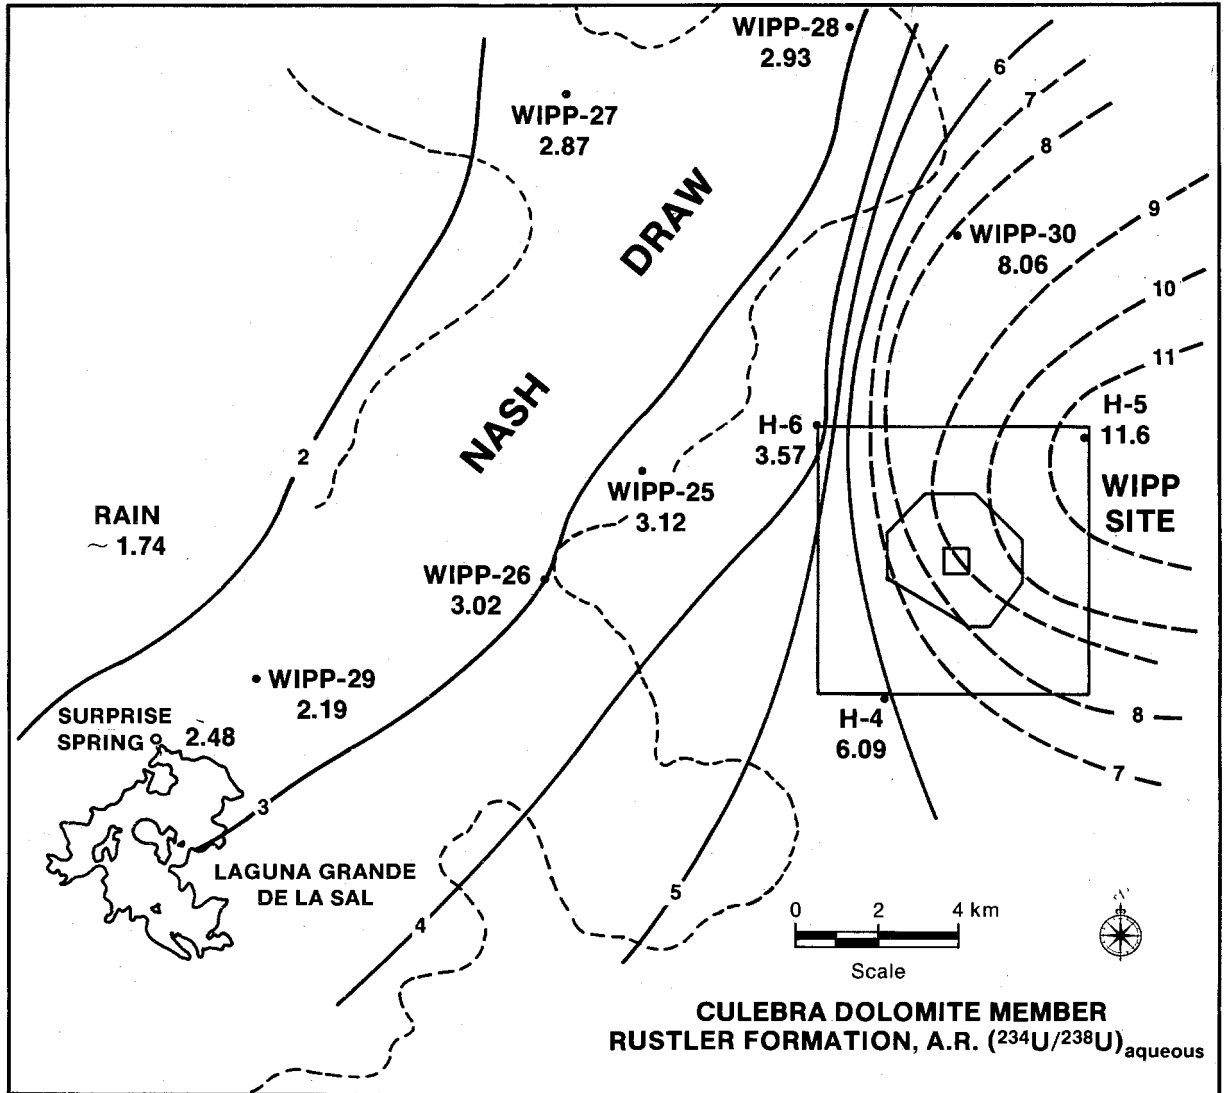 WIPP-28
2.93
WIPP-27
2.87
6
7
8
DRAW
9
WIPP-30
8.06
10
11
NASH
H-5
11.6
H-6
3.57
2
WIPP-25
3.12
WIPP
SITE
RAIN
~ 1.74
WIPP-26
3.02
WIPP-29
2.19
SURPRISE
SPRING
2.48
H-4
6.09
8
7
3
LAGUNA GRANDE
DE LA SAL
5
4
0 2 4 km
N
Scale
CULEBRA DOLOMITE MEMBER
RUSTLER FORMATION, A.R. (²³⁴U/²³⁸U)aqueous